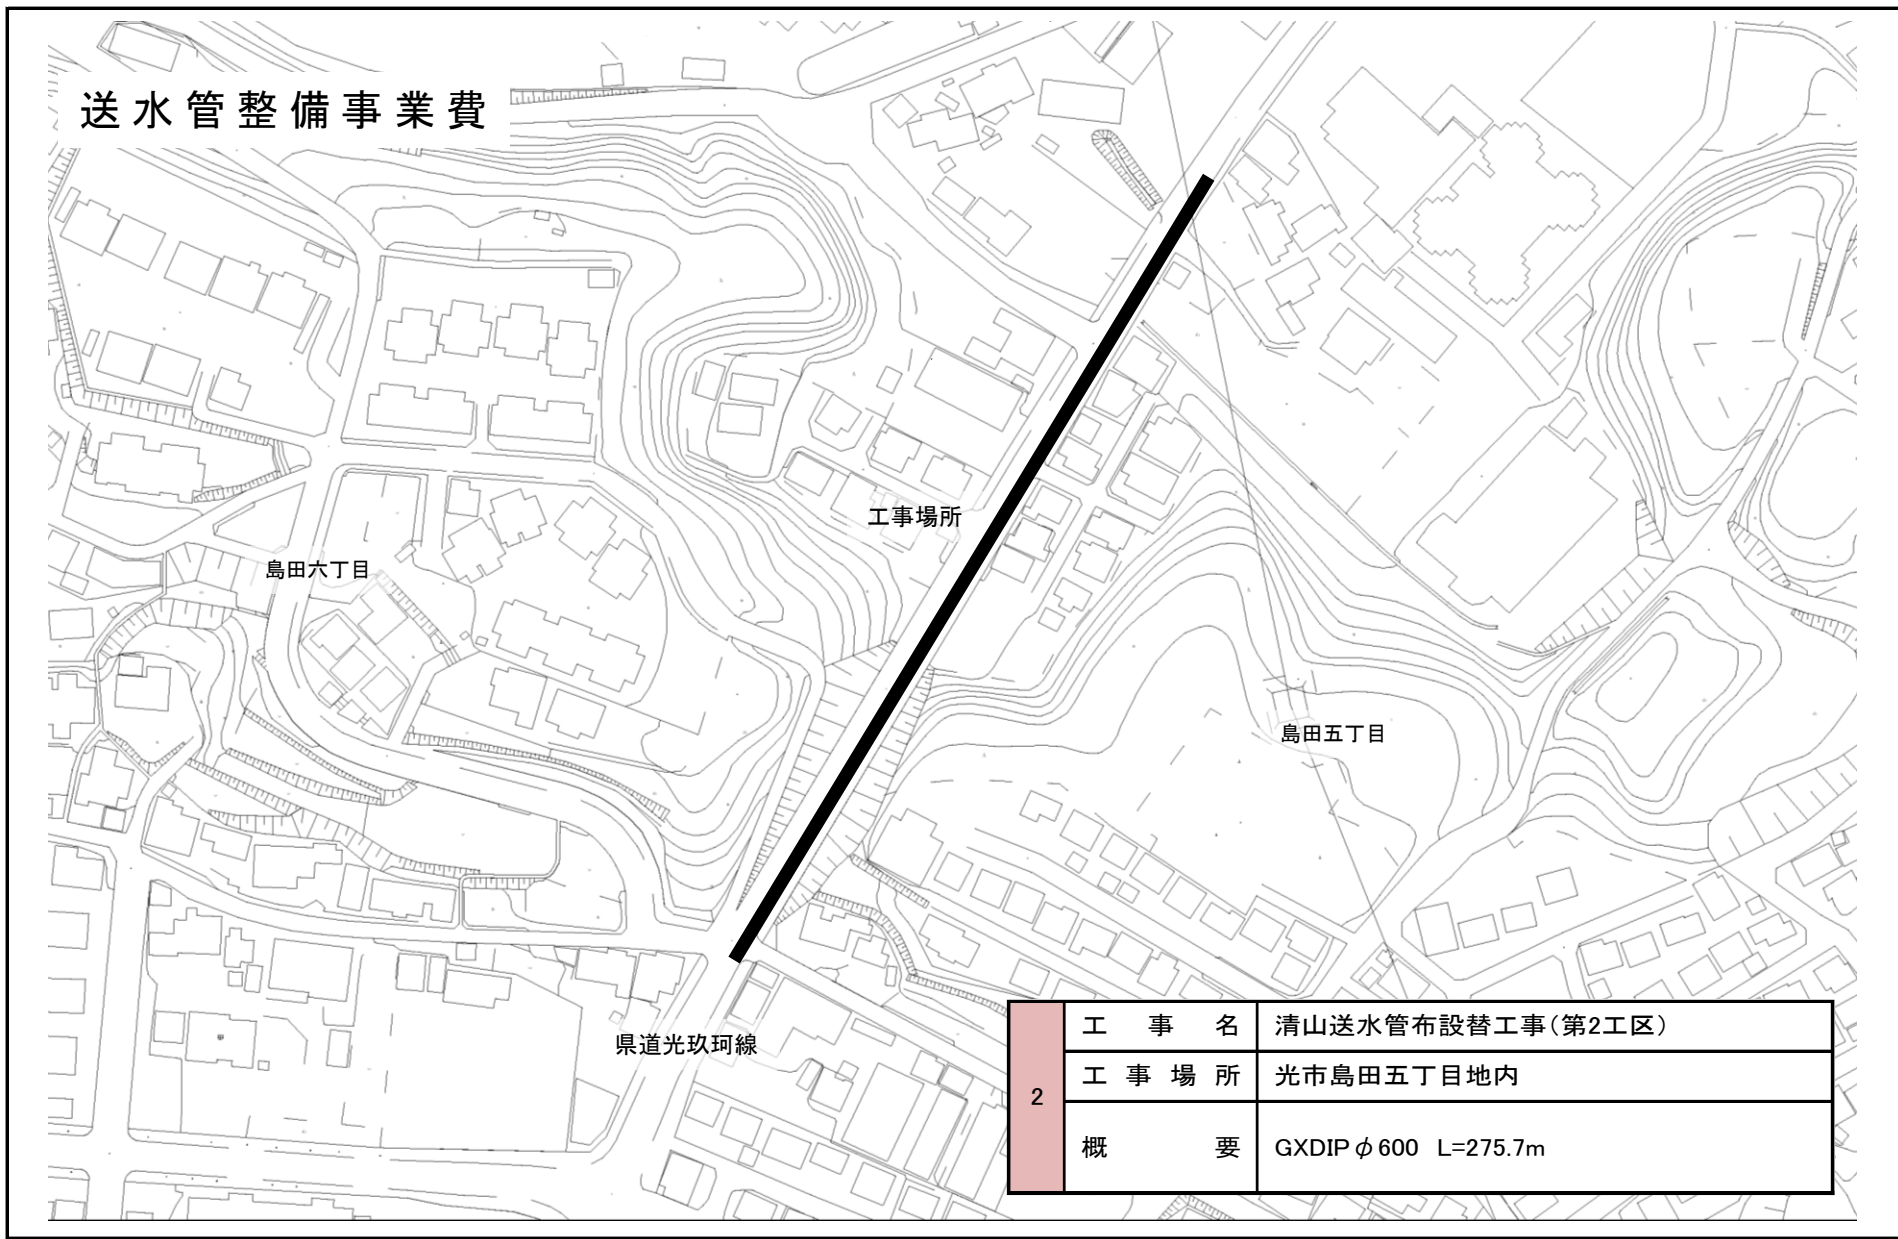 送水管整備事業費
工事場所
島田六丁目
島田五丁目
県道光玖珂線
2
工事名 清山送水管布設替工事(第2工区)
工事場所 光市島田五丁目地内
概要 GXDIPφ600 L=275.7m